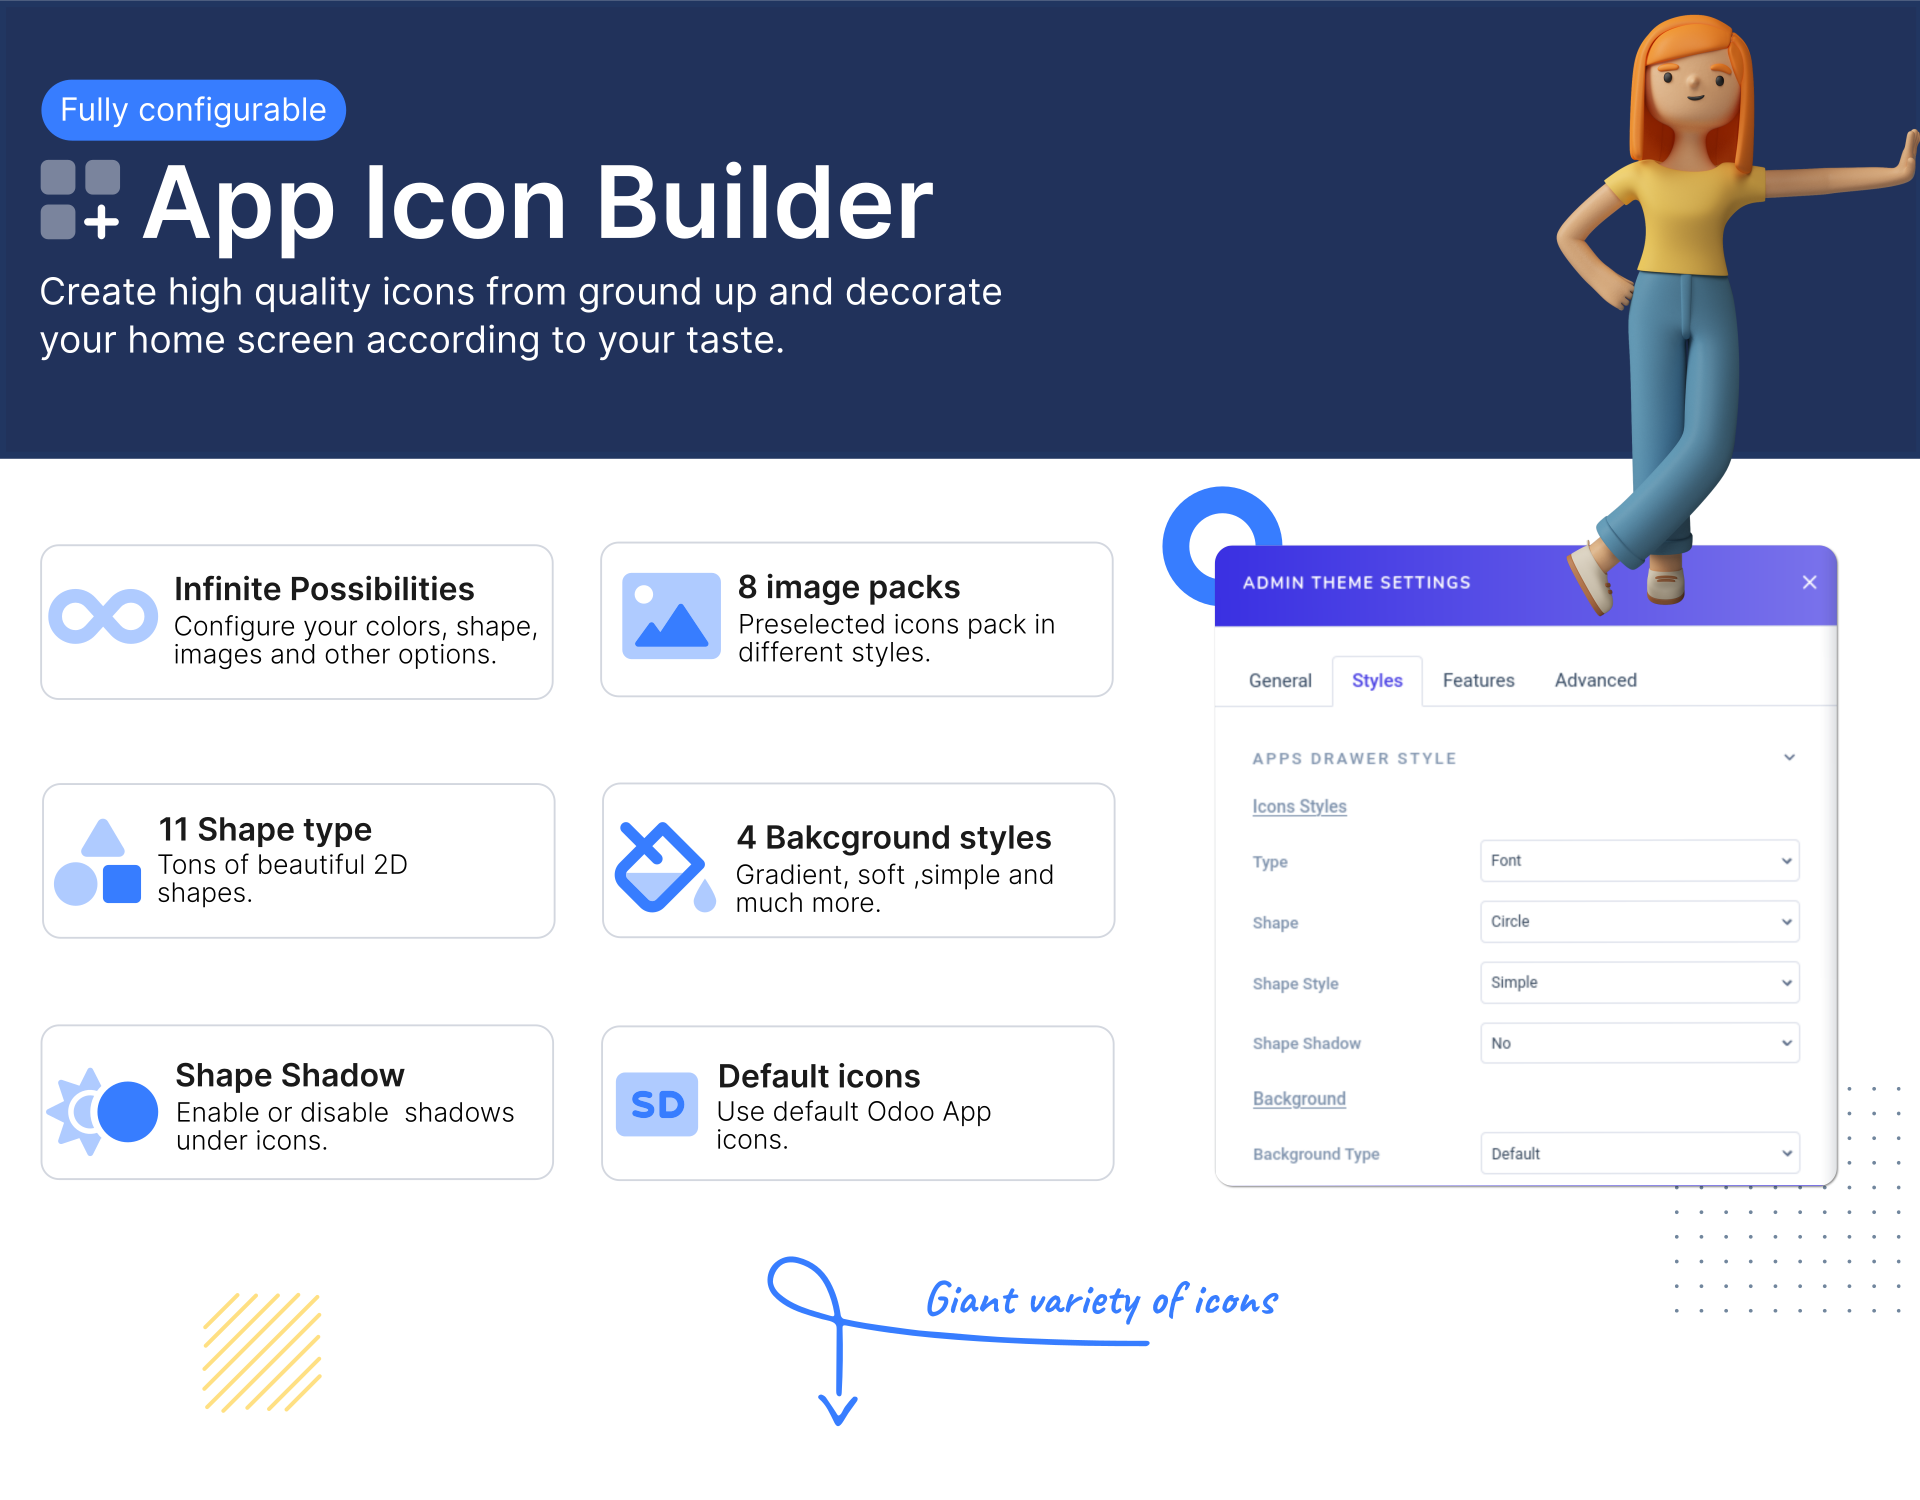 Fully configurable
App Icon Builder
Create high quality icons from ground up and decorate
your home screen according to your taste.
Infinite Possibilities
Configure your colors, shape,
images and other options.
8 image packs
Preselected icons pack in
different styles.
11 Shape type
Tons of beautiful 2D
shapes.
4 Bakcground styles
Gradient, soft ,simple and
much more.
Shape Shadow
Enable or disable  shadows
under icons.
SD
Default icons
Use default Odoo App
icons.
ADMIN THEME SETTINGS
General
Styles
Features
Advanced
APPS DRAWER STYLE
Icons Styles
Type
Font
Shape
Circle
Shape Style
Simple
Shape Shadow
No
Background
Background Type
Default
Giant variety of icons